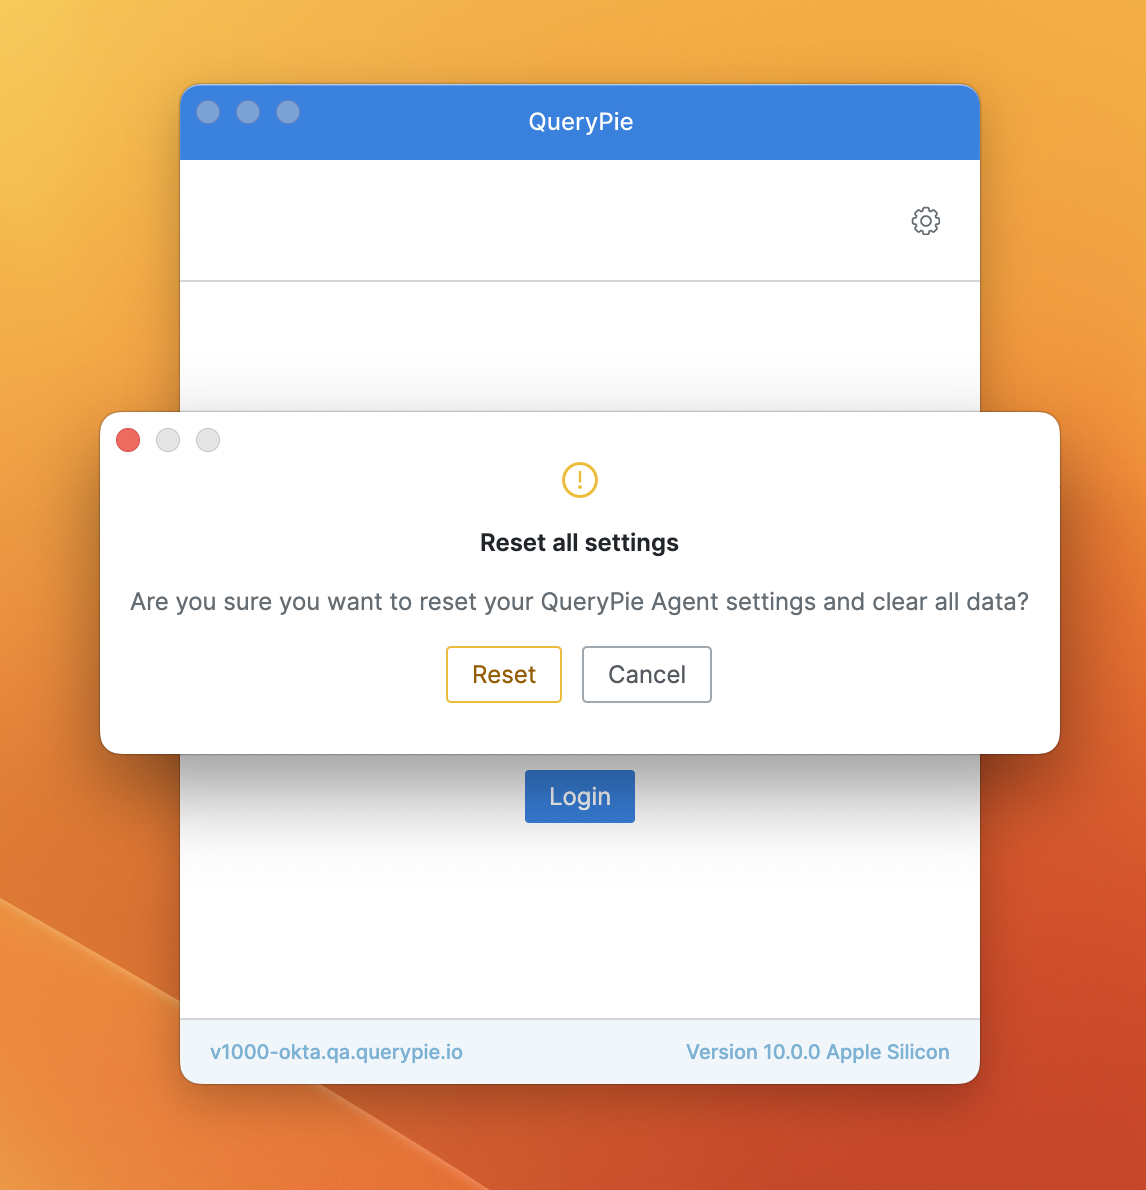 QueryPie
Reset all settings
Are you sure you want to reset your QueryPie Agent settings and clear all data?
Reset Cancel
Login
v1000-okta.qa.querypie.io Version 10.0.0 Apple Silicon